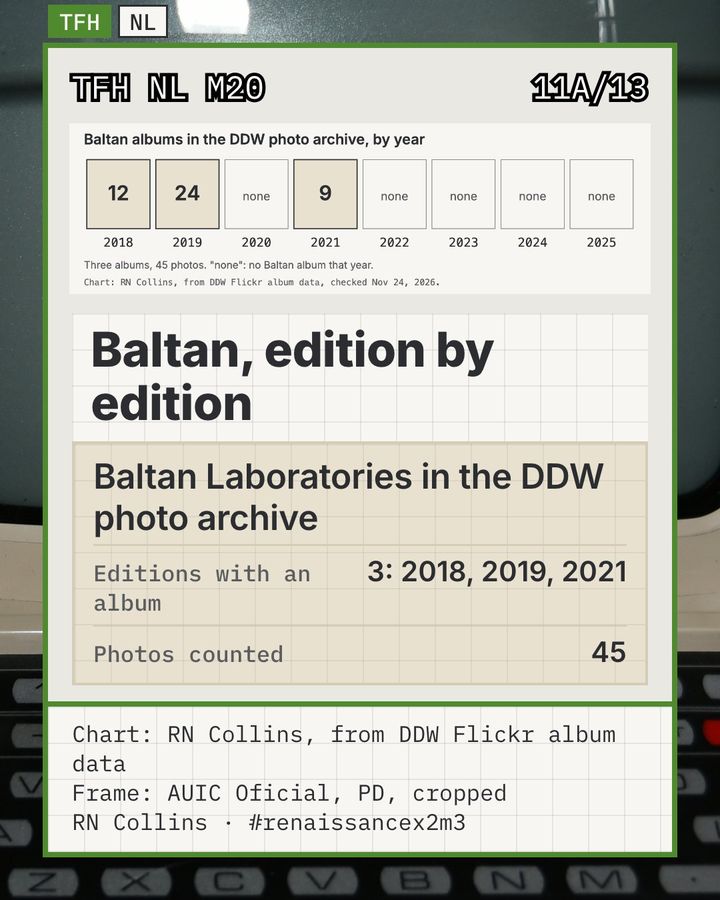 TFH NL
TFH NL M20 11A/13
Baltan albums in the DDW photo archive, by year
12 24 none 9 none none none none
2018 2019 2020 2021 2022 2023 2024 2025
Three albums, 45 photos. "none": no Baltan album that year.
Chart: RN Collins, from DDW Flickr album data, checked Nov 24, 2026.
Baltan, edition by
edition
Baltan Laboratories in the DDW
photo archive
Editions with an 3: 2018, 2019, 2021
album
Photos counted 45
Chart: RN Collins, from DDW Flickr album
data
Frame: AUIC Oficial, PD, cropped
RN Collins · #renaissancex2m3
Z X C V B N M